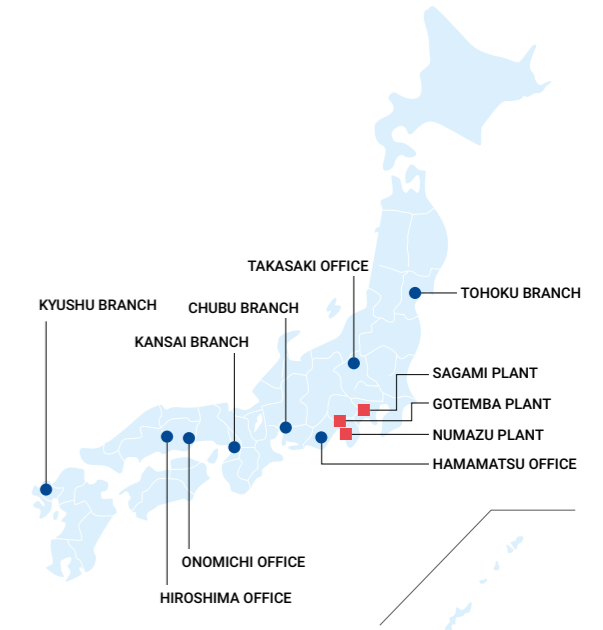 TAKASAKI OFFICE
TOHOKU BRANCH
KYUSHU BRANCH
CHUBU BRANCH
KANSAI BRANCH
SAGAMI PLANT
GOTEMBA PLANT
NUMAZU PLANT
HAMAMATSU OFFICE
ONOMICHI OFFICE
HIROSHIMA OFFICE